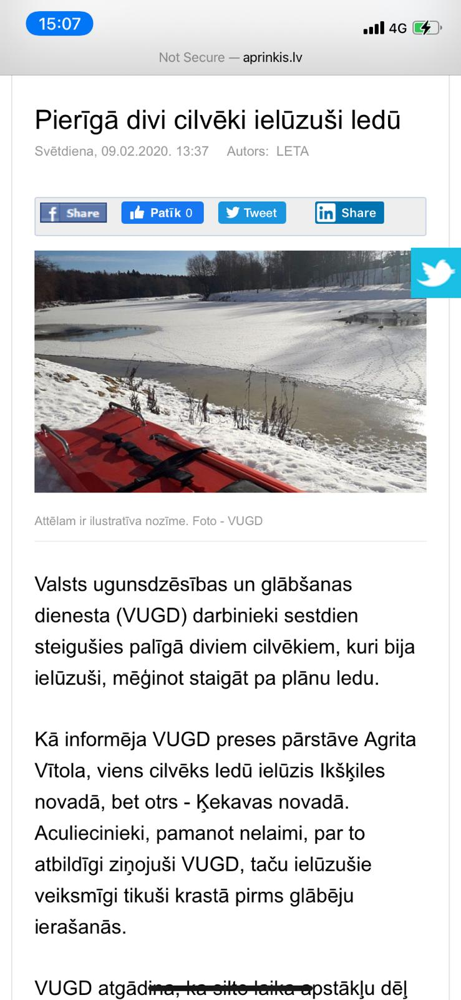 15:07
4G
Not Secure — aprinkis.lv
Pierīgā divi cilvēki ielūzuši ledū
Svētdiena, 09.02.2020. 13:37 Autors: LETA
f Share Patīk 0 Tweet in Share
Attēlam ir ilustratīva nozīme. Foto - VUGD
Valsts ugunsdzēsības un glābšanas
dienesta (VUGD) darbinieki sestdien
steigušies palīgā diviem cilvēkiem, kuri bija
ielūzuši, mēģinot staigāt pa plānu ledu.
Kā informēja VUGD preses pārstāve Agrita
Vītola, viens cilvēks ledū ielūzis Ikšķiles
novadā, bet otrs - Ķekavas novadā.
Aculiecinieki, pamanot nelaimi, par to
atbildīgi ziņojuši VUGD, taču ielūzušie
veiksmīgi tikuši krastā pirms glābēju
ierašanās.
VUGD atgādina, ka silto laika apstākļu dēļ